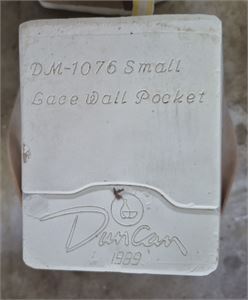 DM-1076 Small
Lace Wall Pocket
Duncan
1989